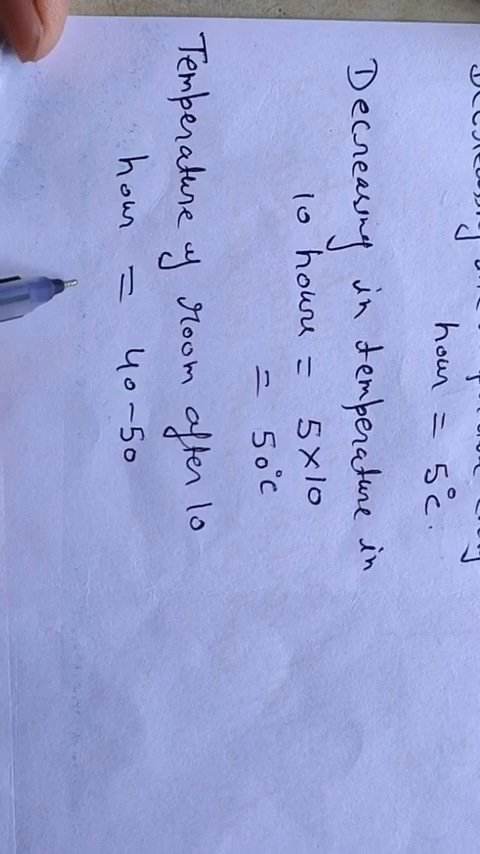 hour = 5°C.
Decreasing in temperature in
10 hours = 5×10
= 50°C
Temperature of room after 10
hour = 40-50